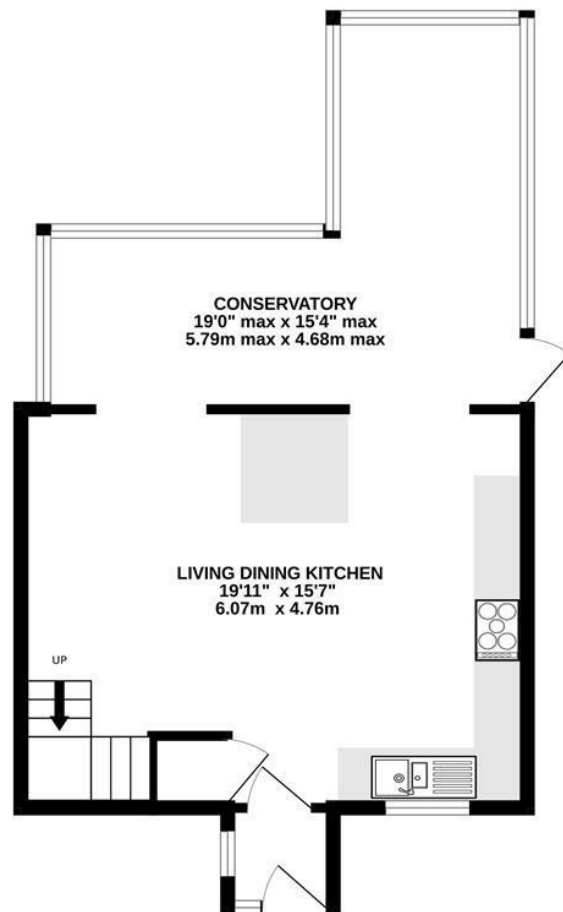 CONSERVATORY
19'0" max x 15'4" max
5.79m max x 4.68m max
LIVING DINING KITCHEN
19'11" x 15'7"
6.07m x 4.76m
UP